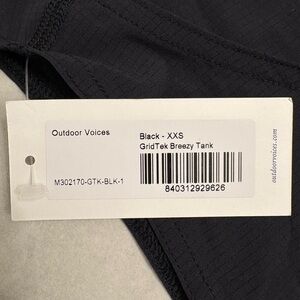 Outdoor Voices
Black - XXS
GridTek Breezy Tank
M302170-GTK-BLK-1
840312929626
outdoorvoices.com